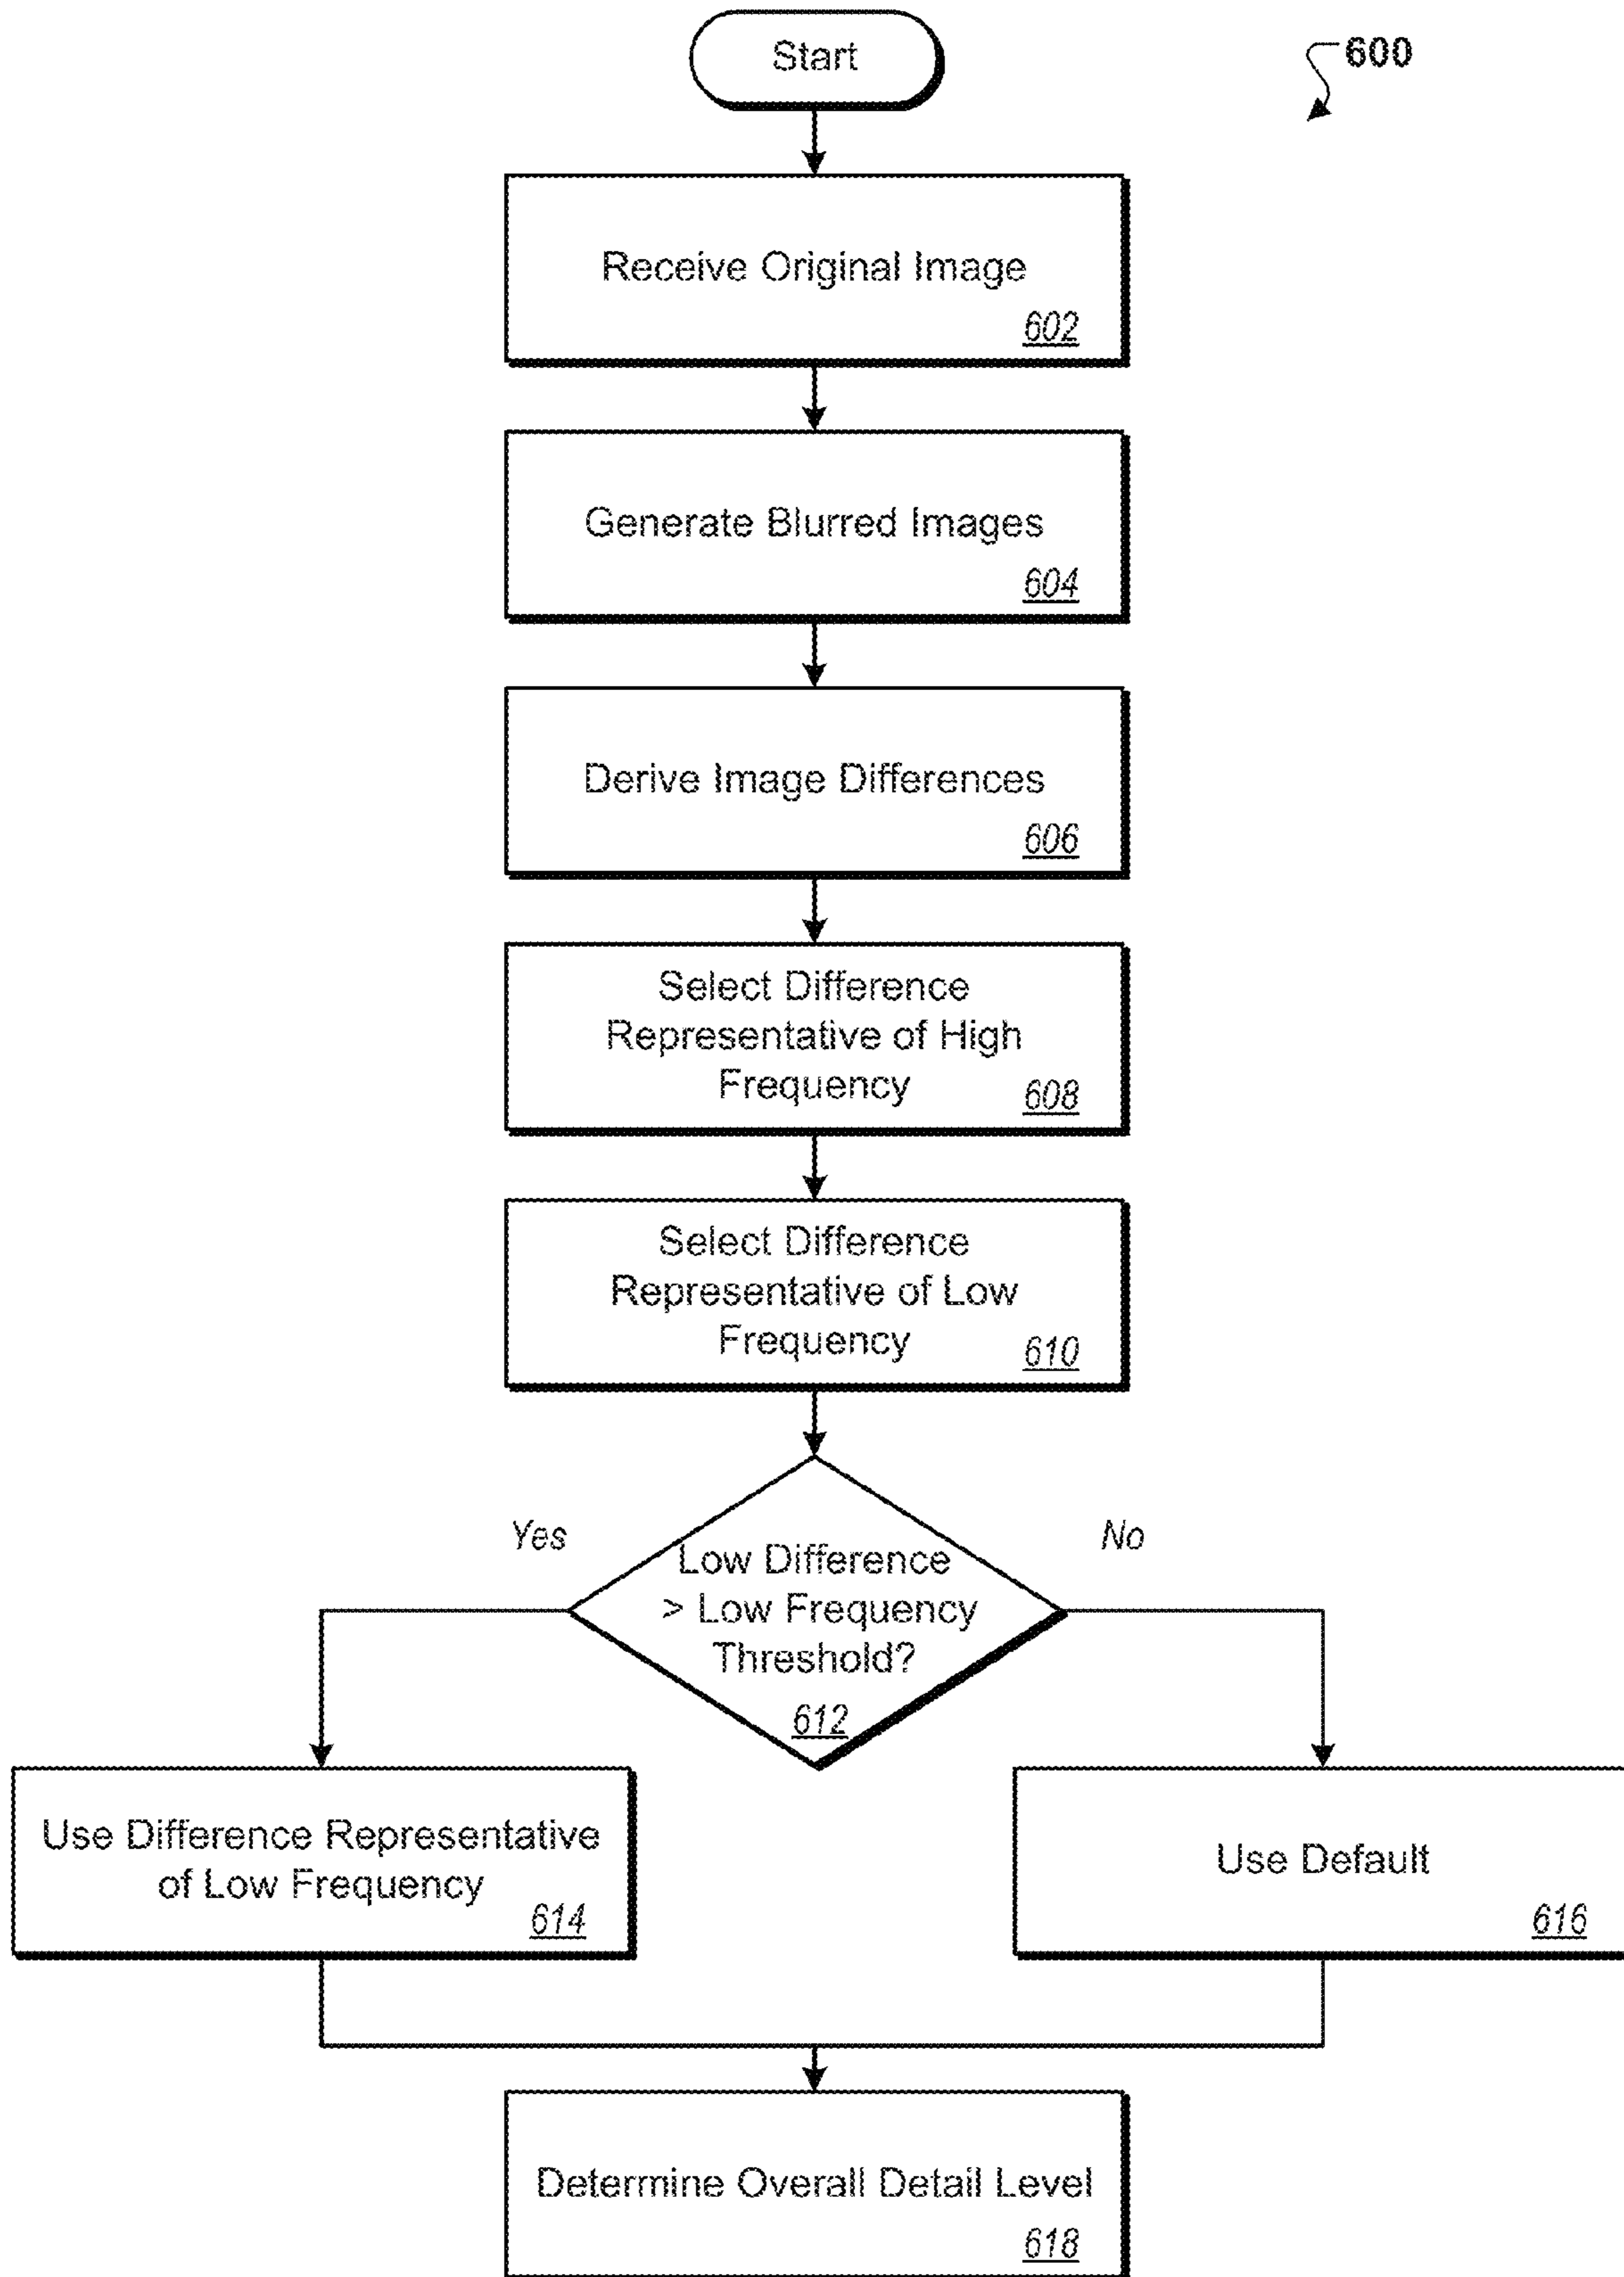 Start
600
Receive Original Image
602
Generate Blurred Images
604
Derive Image Differences
606
Select Difference
Representative of High
Frequency
608
Select Difference
Representative of Low
Frequency
610
Yes
No
Low Difference
> Low Frequency
Threshold?
612
Use Difference Representative
of Low Frequency
614
Use Default
616
Determine Overall Detail Level
618